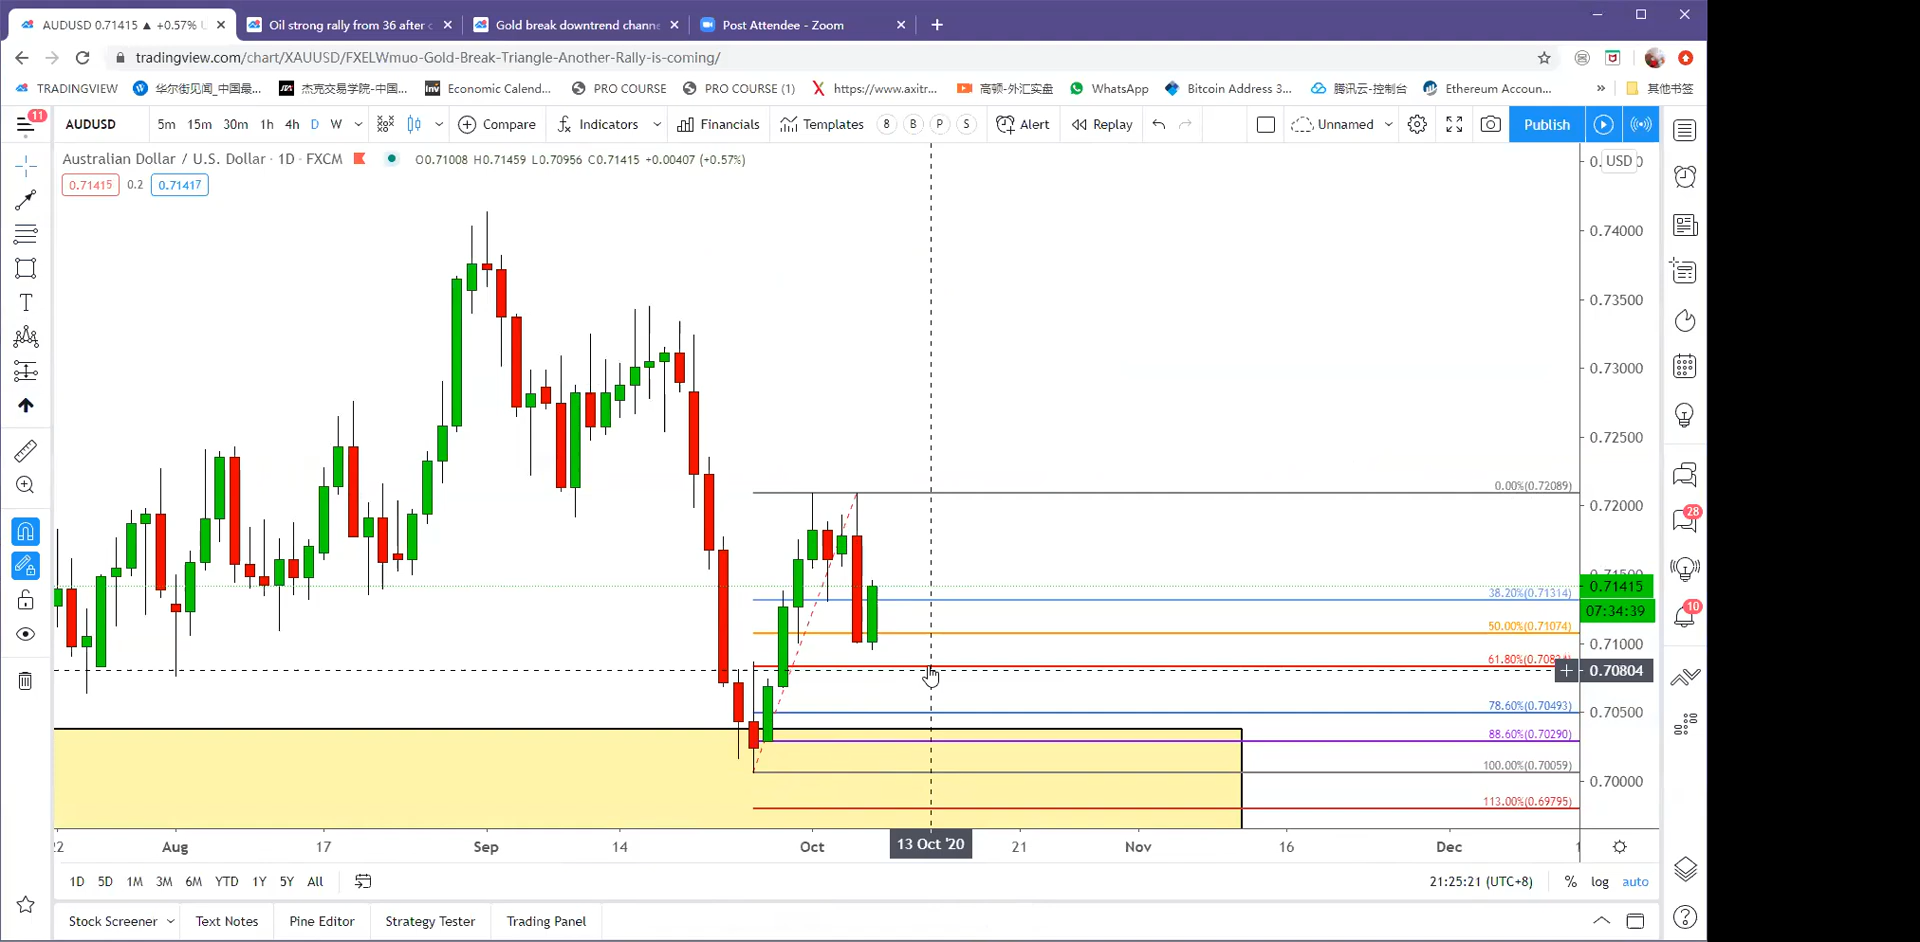 AUDUSD 0.71415 ▲ +0.57%
Oil strong rally from 36 after
Gold break downtrend chann
Post Attendee - Zoom
tradingview.com/chart/XAUUSD/FXELWmuo-Gold-Break-Triangle-Another-Rally-is-coming/
TRADINGVIEW
华尔街见闻_中国最...
杰克交易学院-中国...
Economic Calend...
PRO COURSE
PRO COURSE (1)
https://www.axitr...
高顿-外汇实盘
WhatsApp
Bitcoin Address 3...
腾讯云-控制台
Ethereum Accoun...
»
其他书签
11
AUDUSD
5m 15m 30m 1h 4h D W
Compare
Indicators
Financials
Templates
8 B P S
Alert
Replay
Unnamed
Publish
Australian Dollar / U.S. Dollar · 1D · FXCM
O0.71008 H0.71459 L0.70956 C0.71415 +0.00407 (+0.57%)
0.71415 0.2 0.71417
USD
0.74000
0.73500
0.73000
0.72500
0.00%(0.72089)
0.72000
0.71415
38.20%(0.71314)
07:34:39
50.00%(0.71074)
0.71000
0.70804
78.60%(0.70493)
0.70500
88.60%(0.70290)
100.00%(0.70059)
0.70000
113.00%(0.69795)
28
10
Aug 17 Sep 14 Oct 13 Oct '20 21 Nov 16 Dec
1D 5D 1M 3M 6M YTD 1Y 5Y All
21:25:21 (UTC+8)
% log auto
Stock Screener
Text Notes
Pine Editor
Strategy Tester
Trading Panel